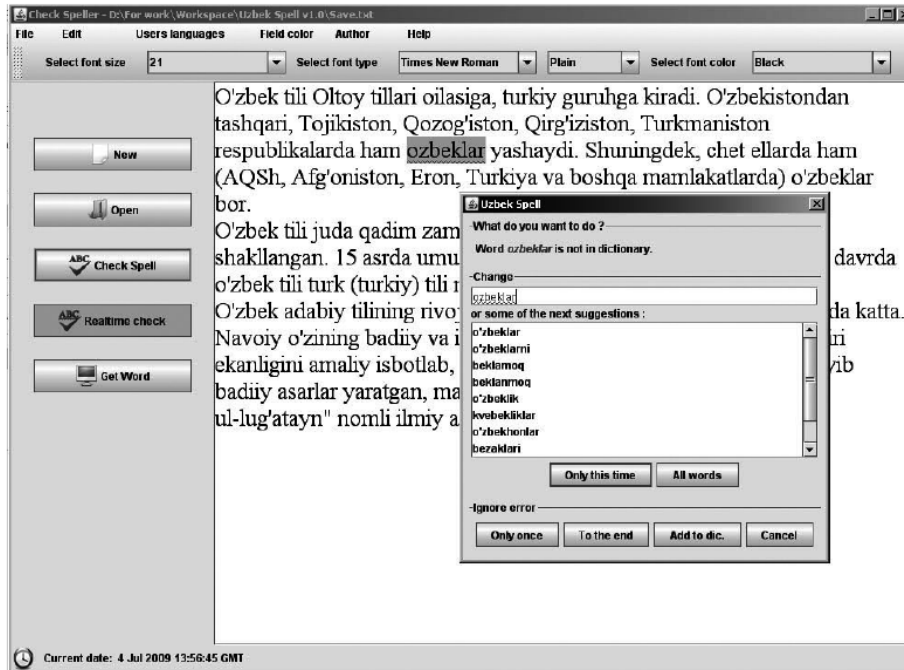 Check Speller - D:\For work\Workspace\Uzbek Spell v1.0\Save.txt
File Edit Users languages Field color Author Help
Select font size 21 Select font type Times New Roman Plain Select font color Black
New
Open
ABC Check Spell
ABC Realtime check
Get Word
O'zbek tili Oltoy tillari oilasiga, turkiy guruhga kiradi. O'zbekistondan
tashqari, Tojikiston, Qozog'iston, Qirg'iziston, Turkmaniston
respublikalarda ham ozbeklar yashaydi. Shuningdek, chet ellarda ham
(AQSh, Afg'oniston, Eron, Turkiya va boshqa mamlakatlarda) o'zbeklar
bor.
O'zbek tili juda qadim zam
shakllangan. 15 asrda umu davrda
o'zbek tili turk (turkiy) tili
O'zbek adabiy tilining rivo da katta.
Navoiy o'zining badiiy va i iri
ekanligini amaliy isbotlab, yib
badiiy asarlar yaratgan, ma
ul-lug'atayn" nomli ilmiy a
Uzbek Spell
What do you want to do ?
Word ozbeklar is not in dictionary.
Change
ozbeklar
or some of the next suggestions :
o'zbeklar
o'zbeklarni
beklamoq
beklanmoq
o'zbeklik
kvebekliklar
o'zbekhonlar
bezaklari
Only this time All words
Ignore error
Only once To the end Add to dic. Cancel
Current date: 4 Jul 2009 13:56:45 GMT